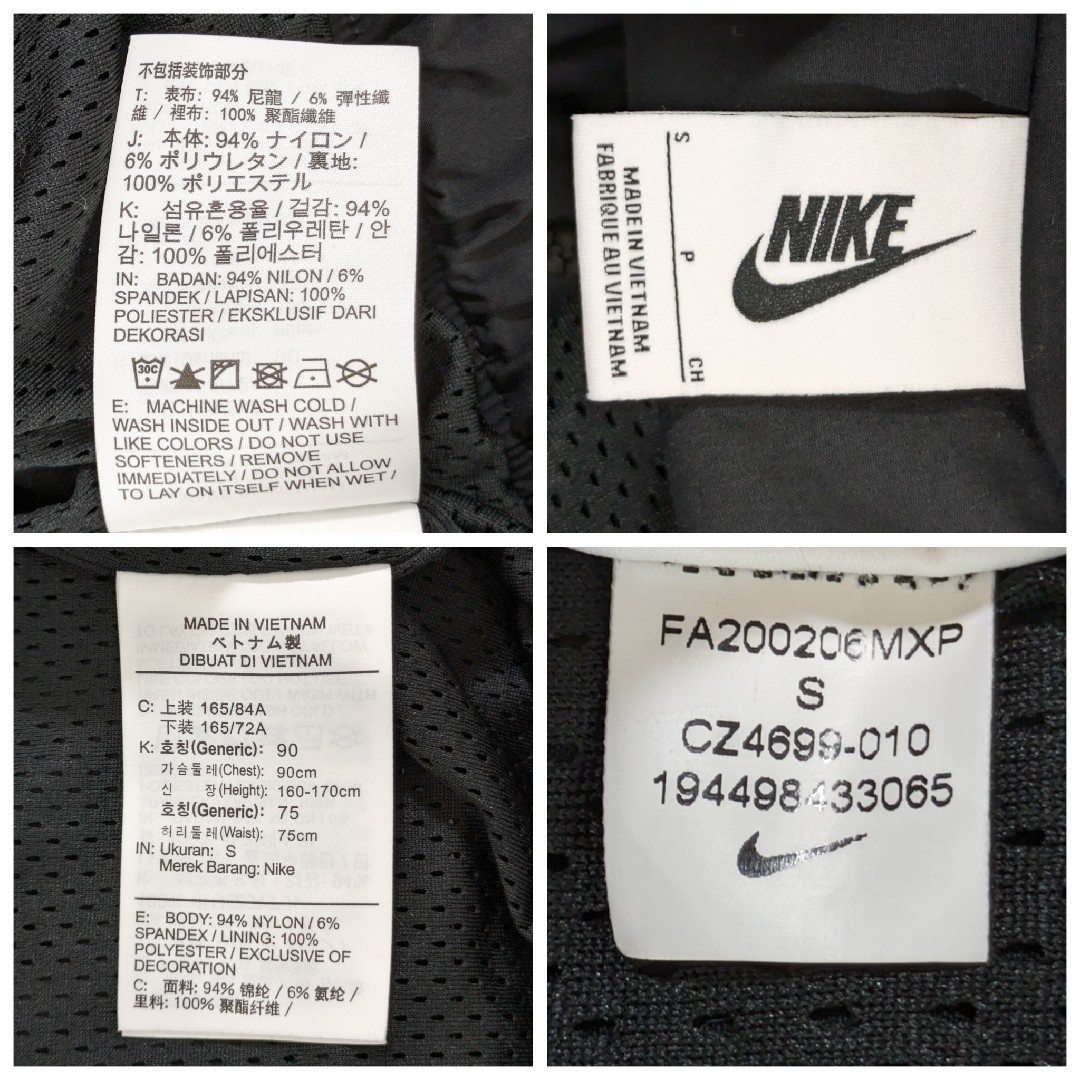 不包括装饰部分
T: 表布: 94% 尼龍 / 6% 彈性纖
維 / 裡布: 100% 聚酯纖維
J: 本体: 94% ナイロン /
6% ポリウレタン / 裏地:
100% ポリエステル
K: 섬유혼용율 / 겉감: 94%
나일론 / 6% 폴리우레탄 / 안
감: 100% 폴리에스터
IN: BADAN: 94% NILON / 6%
SPANDEK / LAPISAN: 100%
POLIESTER / EKSKLUSIF DARI
DEKORASI
30C
E: MACHINE WASH COLD /
WASH INSIDE OUT / WASH WITH
LIKE COLORS / DO NOT USE
SOFTENERS / REMOVE
IMMEDIATELY / DO NOT ALLOW
TO LAY ON ITSELF WHEN WET /
S P CH
MADE IN VIETNAM
FABRIQUE AU VIETNAM
NIKE
MADE IN VIETNAM
ベトナム製
DIBUAT DI VIETNAM
C: 上装 165/84A
下装 165/72A
K: 호칭(Generic): 90
가슴둘레(Chest): 90cm
신 장(Height): 160-170cm
호칭(Generic): 75
허리둘레(Waist): 75cm
IN: Ukuran: S
Merek Barang: Nike
E: BODY: 94% NYLON / 6%
SPANDEX / LINING: 100%
POLYESTER / EXCLUSIVE OF
DECORATION
C: 面料: 94% 锦纶 / 6% 氨纶 /
里料: 100% 聚酯纤维 /
FA200206MXP
S
CZ4699-010
194498433065